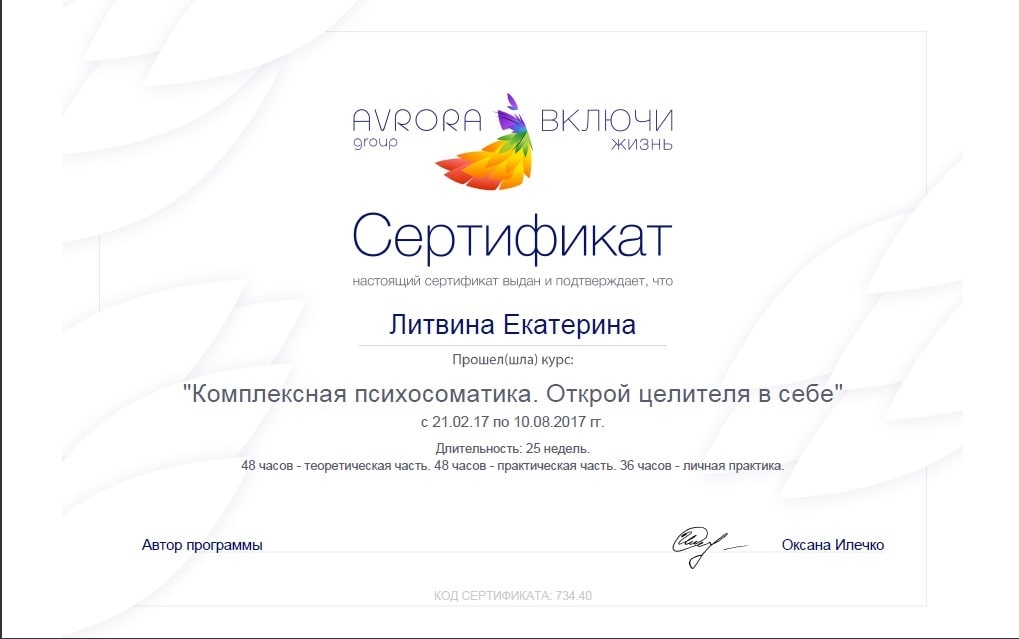 AVRORA ВКЛЮЧИ
group ЖИЗНЬ
Сертификат
настоящий сертификат выдан и подтверждает, что
Литвина Екатерина
Прошел(шла) курс:
"Комплексная психосоматика. Открой целителя в себе"
с 21.02.17 по 10.08.2017 гг.
Длительность: 25 недель.
48 часов - теоретическая часть. 48 часов - практическая часть. 36 часов - личная практика.
Автор программы Оксана Илечко
КОД СЕРТИФИКАТА: 734.40